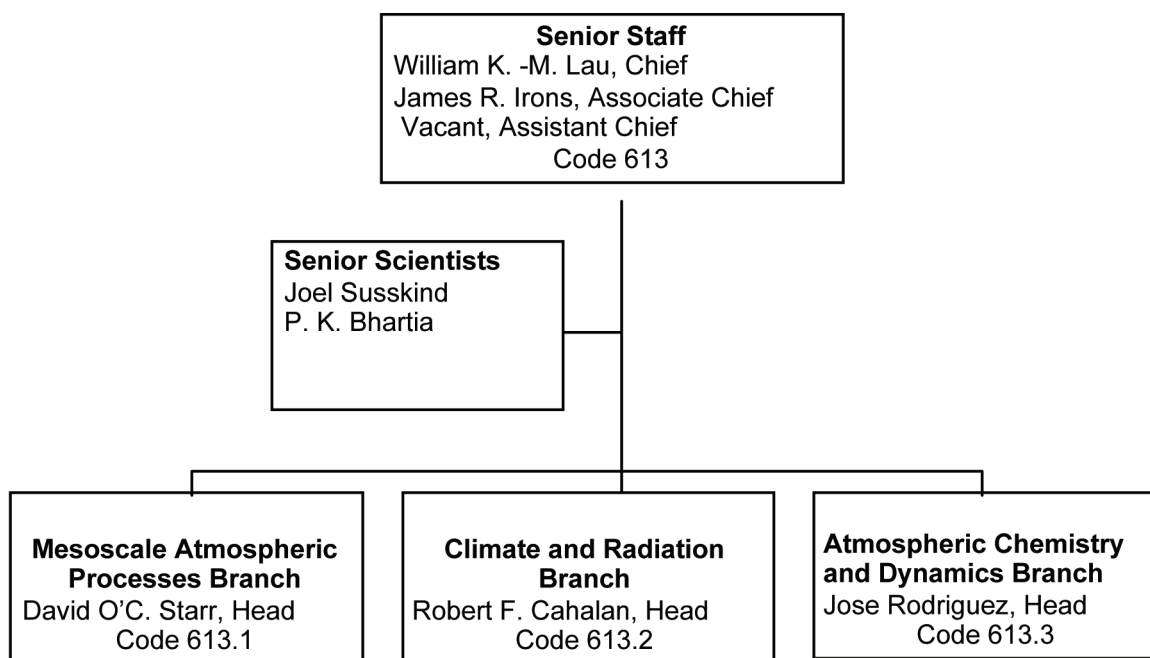 Senior Staff
William K. -M. Lau, Chief
James R. Irons, Associate Chief
Vacant, Assistant Chief
Code 613
Senior Scientists
Joel Susskind
P. K. Bhartia
Mesoscale Atmospheric
Processes Branch
David O'C. Starr, Head
Code 613.1
Climate and Radiation
Branch
Robert F. Cahalan, Head
Code 613.2
Atmospheric Chemistry
and Dynamics Branch
Jose Rodriguez, Head
Code 613.3